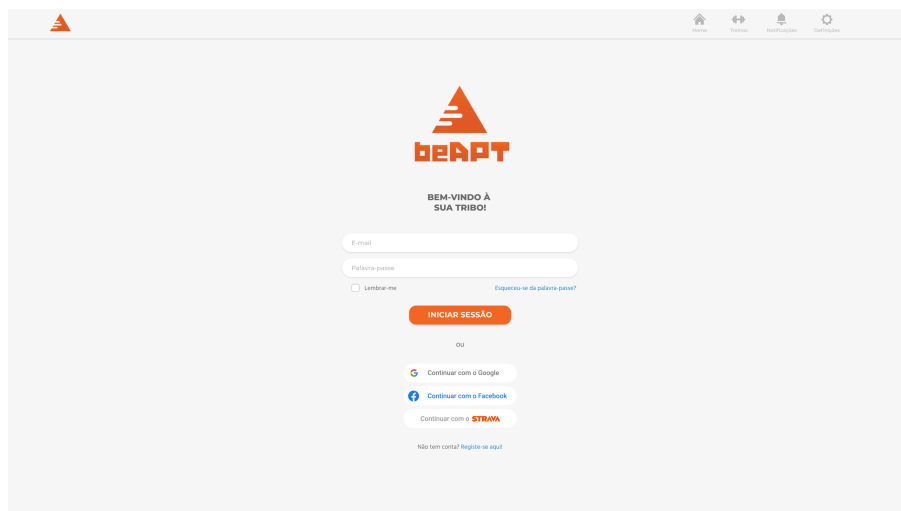 Home
Treinos
Notificações
Definições
beAPT
BEM-VINDO À
SUA TRIBO!
E-mail
Palavra-passe
Lembrar-me
Esqueceu-se da palavra-passe?
INICIAR SESSÃO
ou
Continuar com o Google
Continuar com o Facebook
Continuar com o STRAVA
Não tem conta? Registe-se aqui!